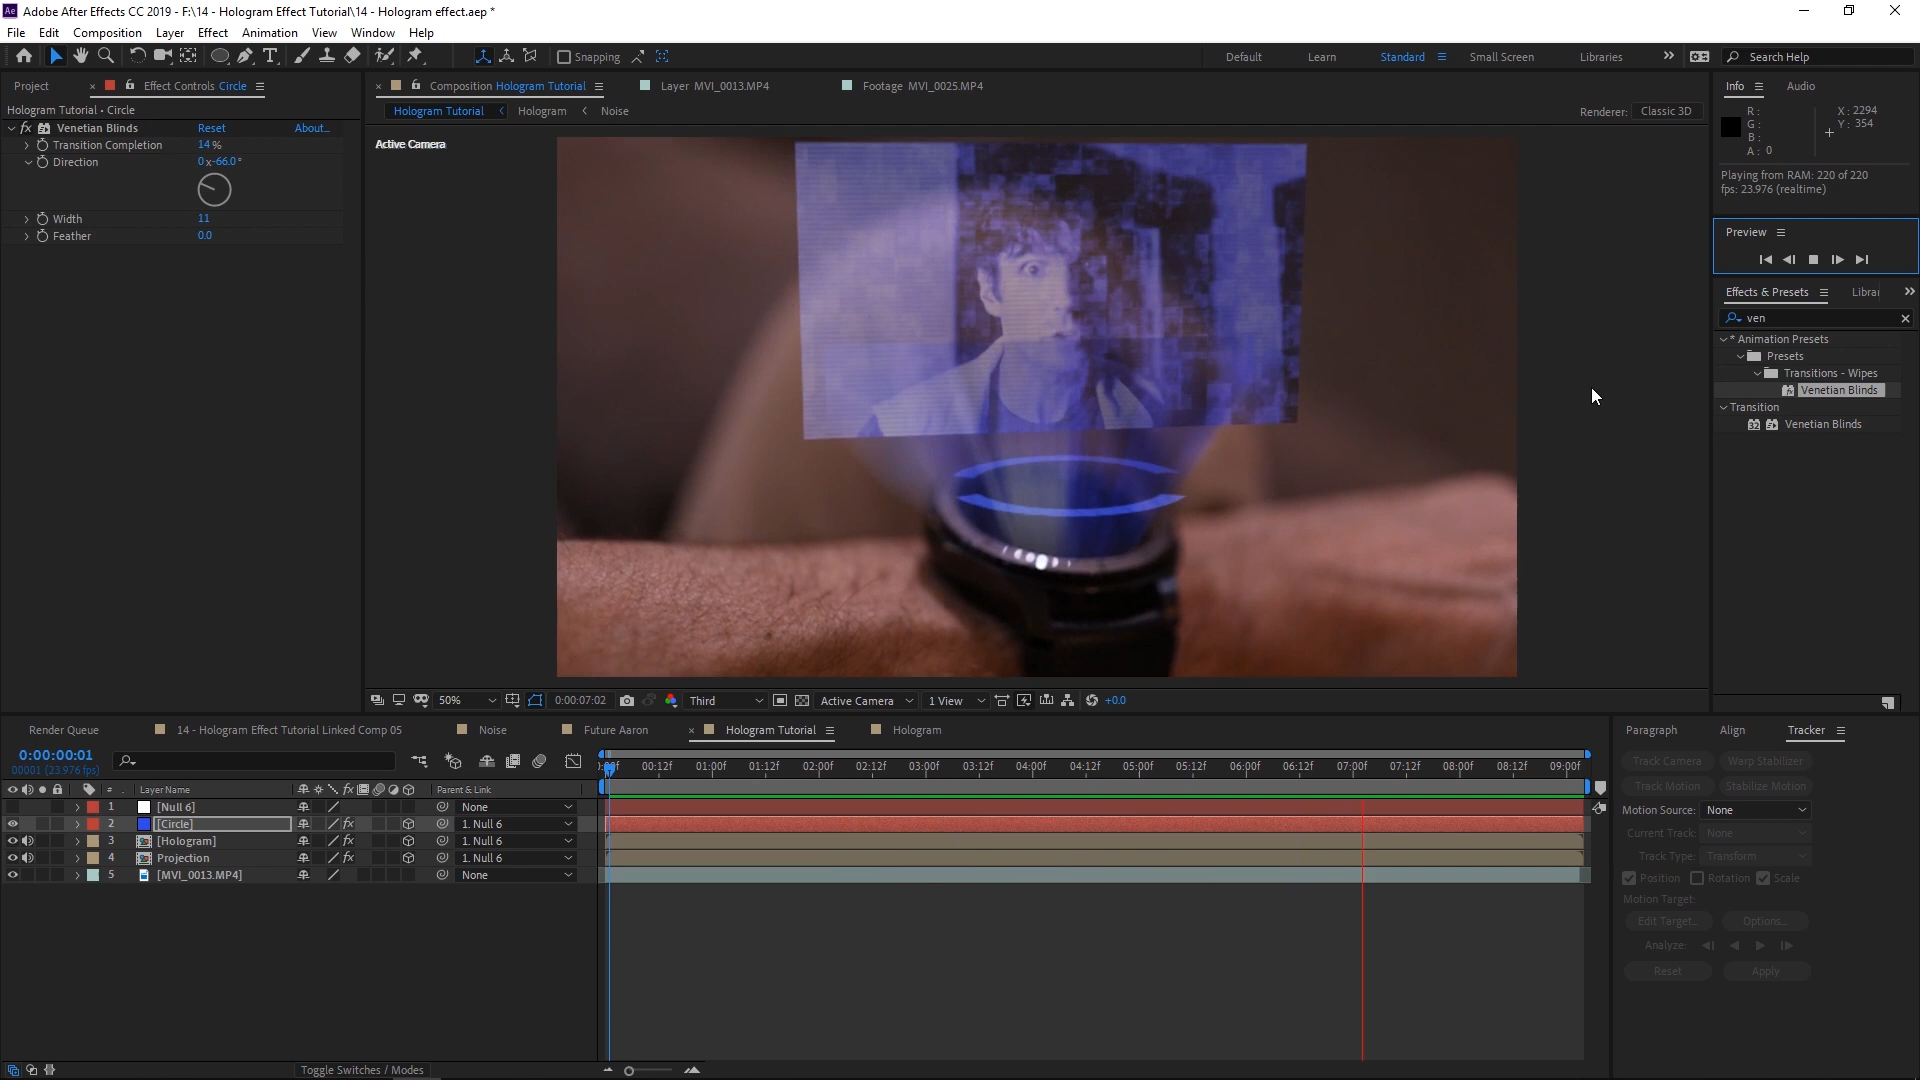 Adobe After Effects CC 2019 - F:\14 - Hologram Effect Tutorial\14 - Hologram effect.aep *
File Edit Composition Layer Effect Animation View Window Help
Snapping Default Learn Standard Small Screen Libraries Search Help
Project Effect Controls Circle Composition Hologram Tutorial Layer MVI_0013.MP4 Footage MVI_0025.MP4 Info Audio
Hologram Tutorial • Circle
Hologram Tutorial Hologram Noise Renderer: Classic 3D
fx Venetian Blinds Reset About...
Transition Completion 14 %
Direction 0 x-66.0 °
Width 11
Feather 0.0
Active Camera
R: X: 2294
G: Y: 354
B:
A: 0
Playing from RAM: 220 of 220
fps: 23.976 (realtime)
Preview
Effects & Presets Librar
ven
* Animation Presets
Presets
Transitions - Wipes
Venetian Blinds
Transition
32 Venetian Blinds
50% 0:00:07:02 Third Active Camera 1 View +0.0
Render Queue 14 - Hologram Effect Tutorial Linked Comp 05 Noise Future Aaron Hologram Tutorial Hologram
0:00:00:01
00001 (23.976 fps)
00:12f 01:00f 01:12f 02:00f 02:12f 03:00f 03:12f 04:00f 04:12f 05:00f 05:12f 06:00f 06:12f 07:00f 07:12f 08:00f 08:12f 09:00f
# Layer Name Parent & Link
1 [Null 6] None
2 [Circle] fx 1. Null 6
3 [Hologram] fx 1. Null 6
4 Projection fx 1. Null 6
5 [MVI_0013.MP4] None
Toggle Switches / Modes
Paragraph Align Tracker
Track Camera Warp Stabilizer
Track Motion Stabilize Motion
Motion Source: None
Current Track: None
Track Type: Transform
Position Rotation Scale
Motion Target:
Edit Target... Options...
Analyze:
Reset Apply